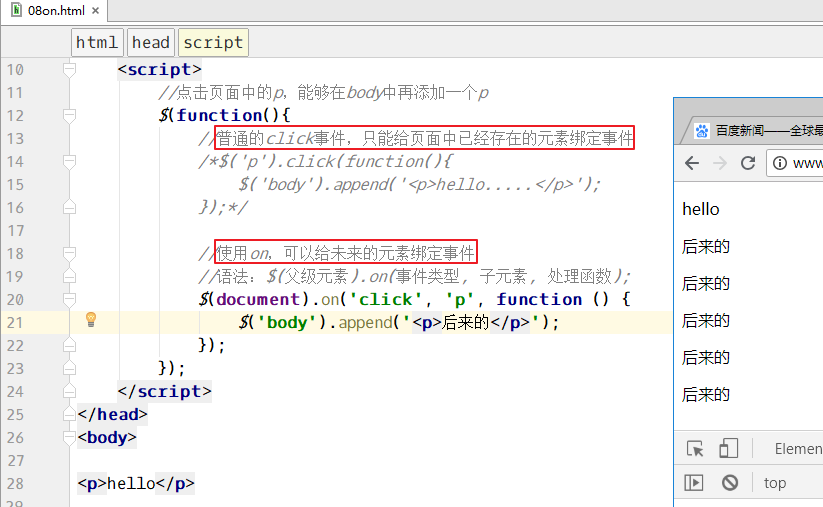 08on.html
html head script
10 <script>
11 //点击页面中的p，能够在body中再添加一个p
12 $(function(){
13 //普通的click事件，只能给页面中已经存在的元素绑定事件
14 /*$('p').click(function(){
15 $('body').append('<p>hello.....</p>');
16 });*/
17
18 //使用on，可以给未来的元素绑定事件
19 //语法：$(父级元素).on(事件类型, 子元素, 处理函数);
20 $(document).on('click', 'p', function () {
21 $('body').append('<p>后来的</p>');
22 });
23 });
24 </script>
25 </head>
26 <body>
27
28 <p>hello</p>
29
百度新闻——全球最
www
hello
后来的
后来的
后来的
后来的
后来的
Elemen
top